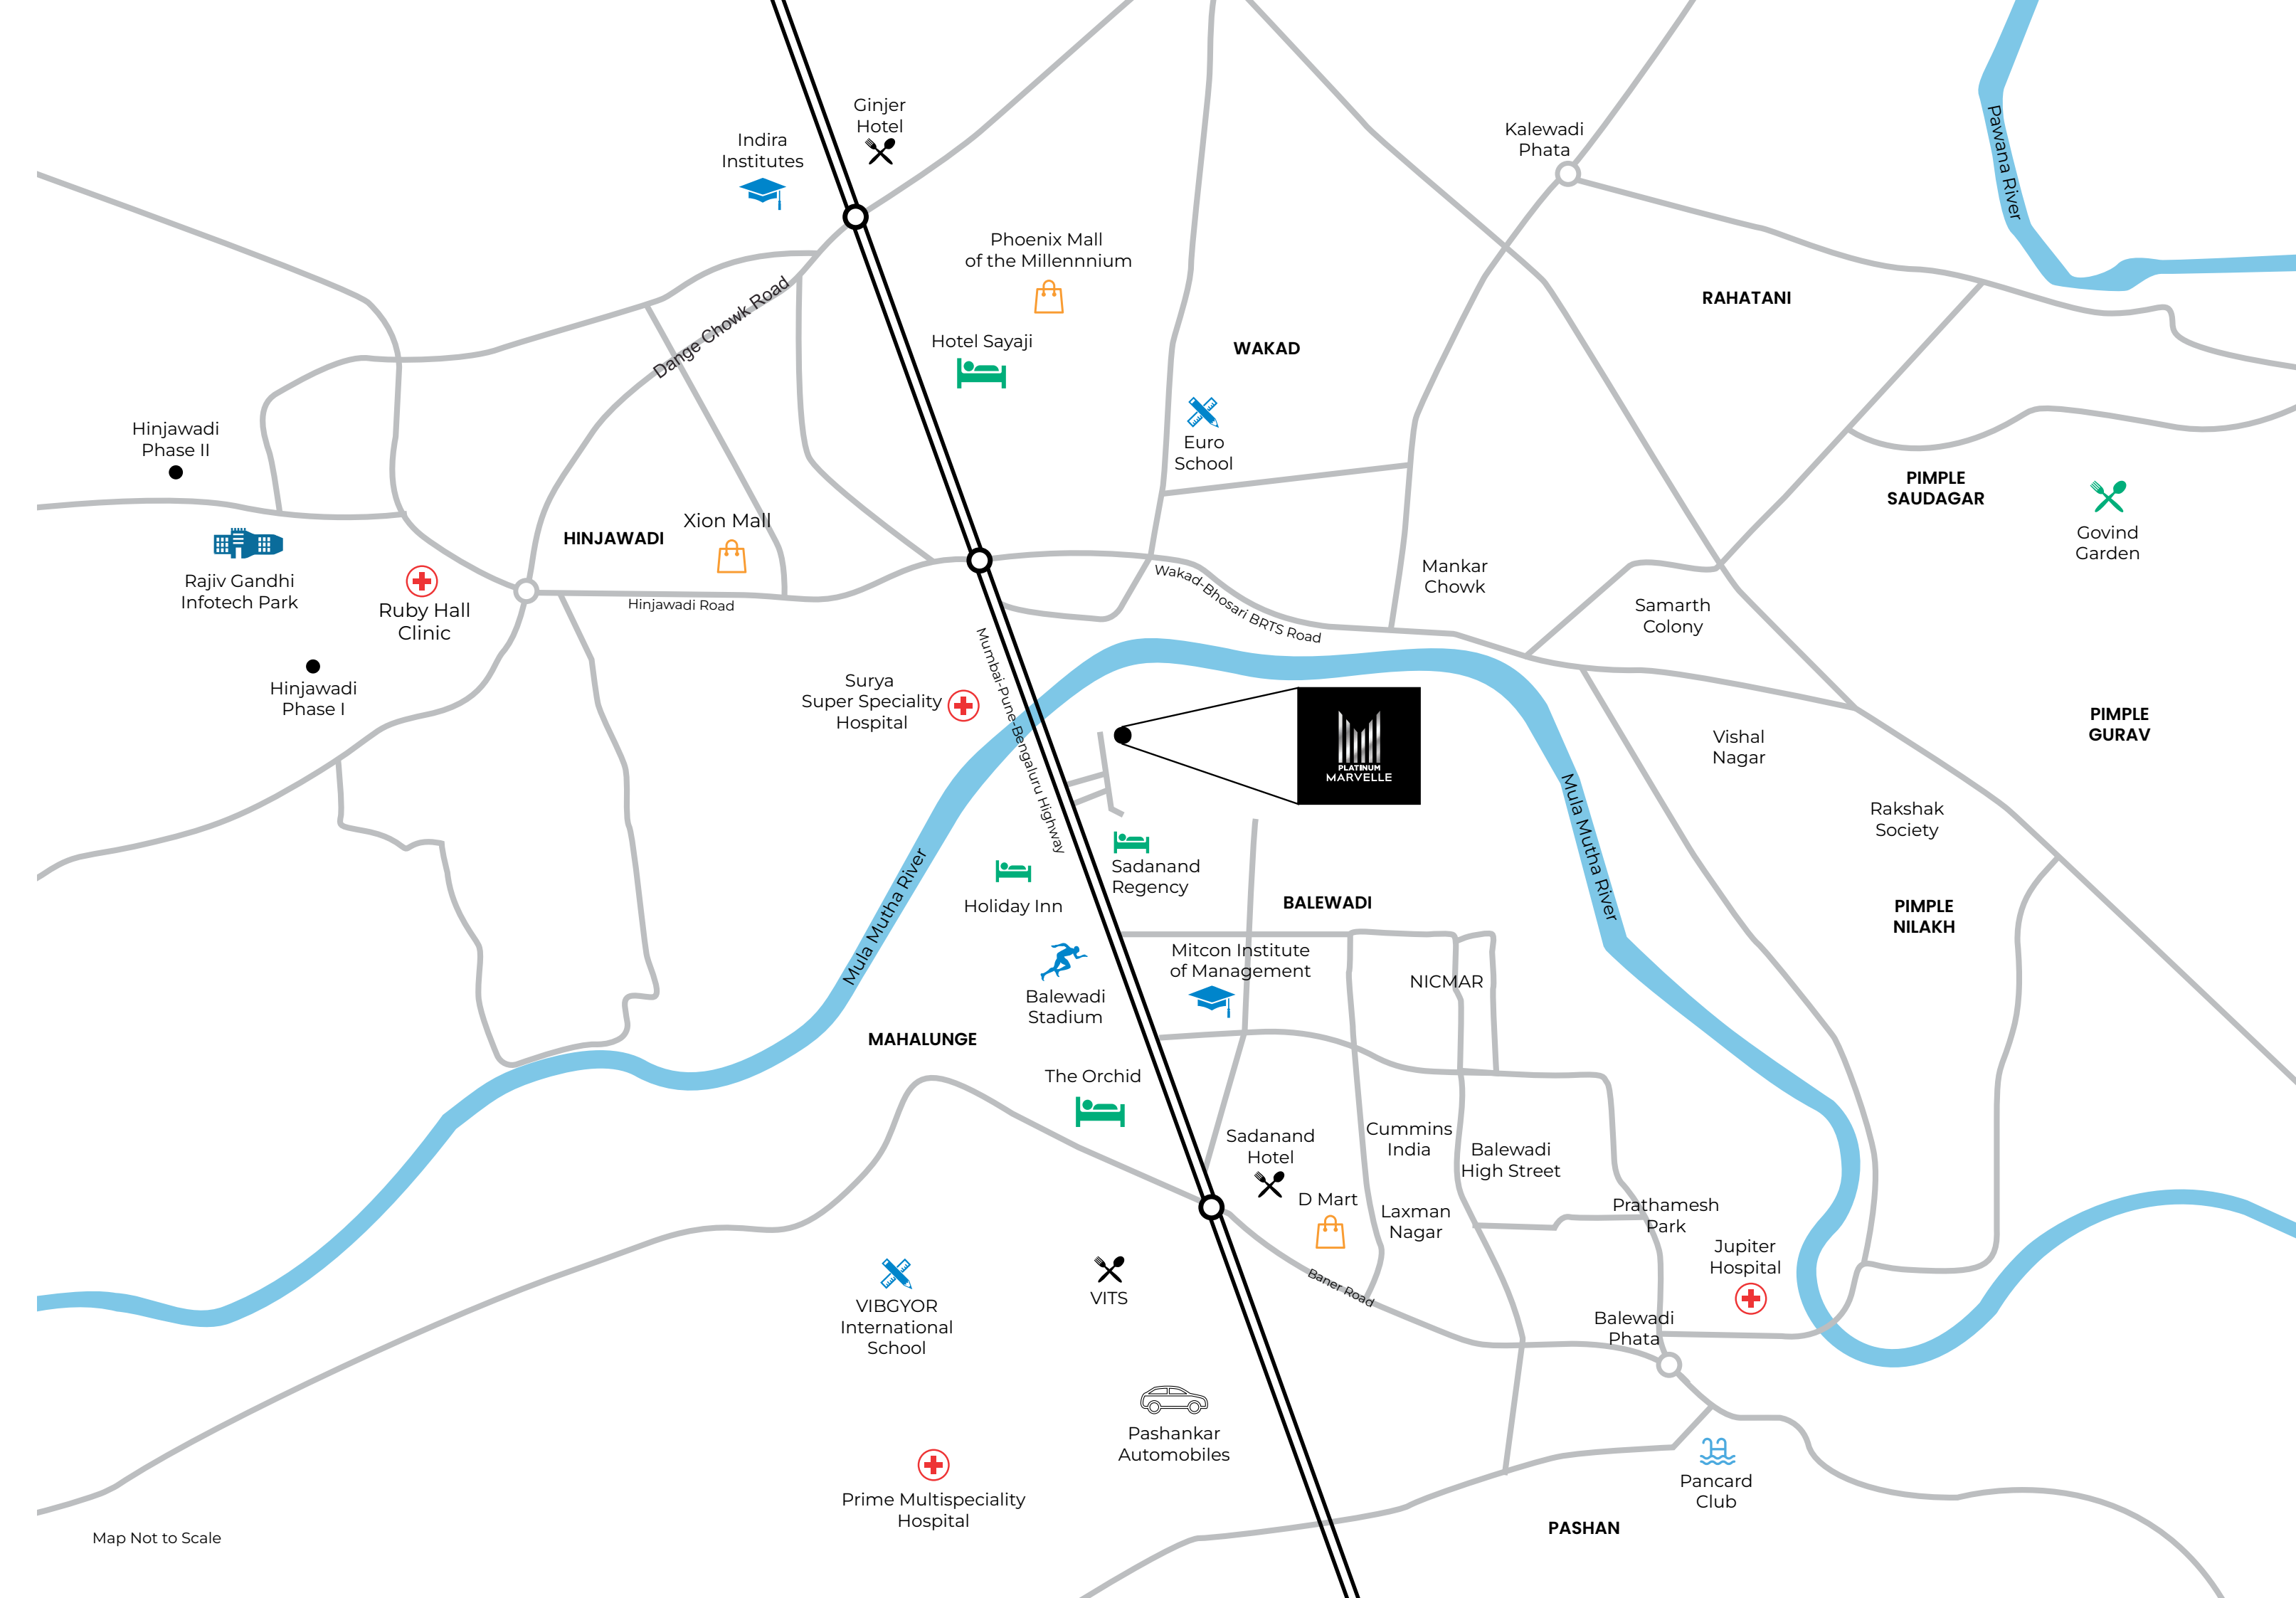 Ginjer
Hotel
Indira
Institutes
Kalewadi
Phata
Pawana River
Phoenix Mall
of the Millennnium
Dange Chowk Road
RAHATANI
Hotel Sayaji
WAKAD
Hinjawadi
Phase II
Euro
School
PIMPLE
SAUDAGAR
Govind
Garden
HINJAWADI
Xion Mall
Rajiv Gandhi
Infotech Park
Ruby Hall
Clinic
Hinjawadi Road
Wakad-Bhosari BRTS Road
Mankar
Chowk
Samarth
Colony
Hinjawadi
Phase I
Surya
Super Speciality
Hospital
Mumbai-Pune-Bengaluru Highway
PLATINUM
MARVELLE
Vishal
Nagar
PIMPLE
GURAV
Rakshak
Society
Mula Mutha River
Mula Mutha River
Sadanand
Regency
Holiday Inn
BALEWADI
PIMPLE
NILAKH
Mitcon Institute
of Management
NICMAR
Balewadi
Stadium
MAHALUNGE
The Orchid
Sadanand
Hotel
Cummins
India
Balewadi
High Street
D Mart
Laxman
Nagar
Prathamesh
Park
Jupiter
Hospital
Baner Road
VIBGYOR
International
School
VITS
Balewadi
Phata
Pashankar
Automobiles
Pancard
Club
Prime Multispeciality
Hospital
PASHAN
Map Not to Scale